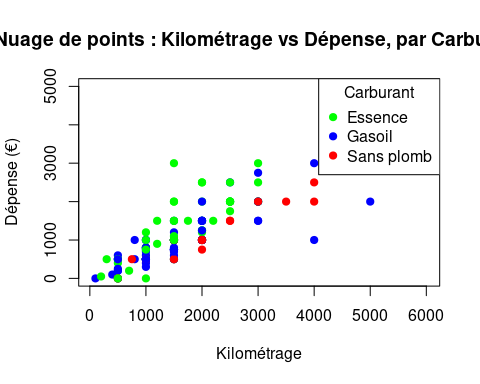 Nuage de points : Kilométrage vs Dépense, par Carbu
Carburant
Essence
Gasoil
Sans plomb
Dépense (€)
5000
3000
1000
0
0 1000 2000 3000 4000 5000 6000
Kilométrage